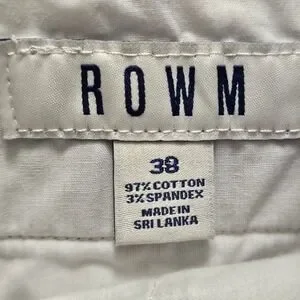 ROWM
38
97% COTTON
3% SPANDEX
MADE IN
SRI LANKA